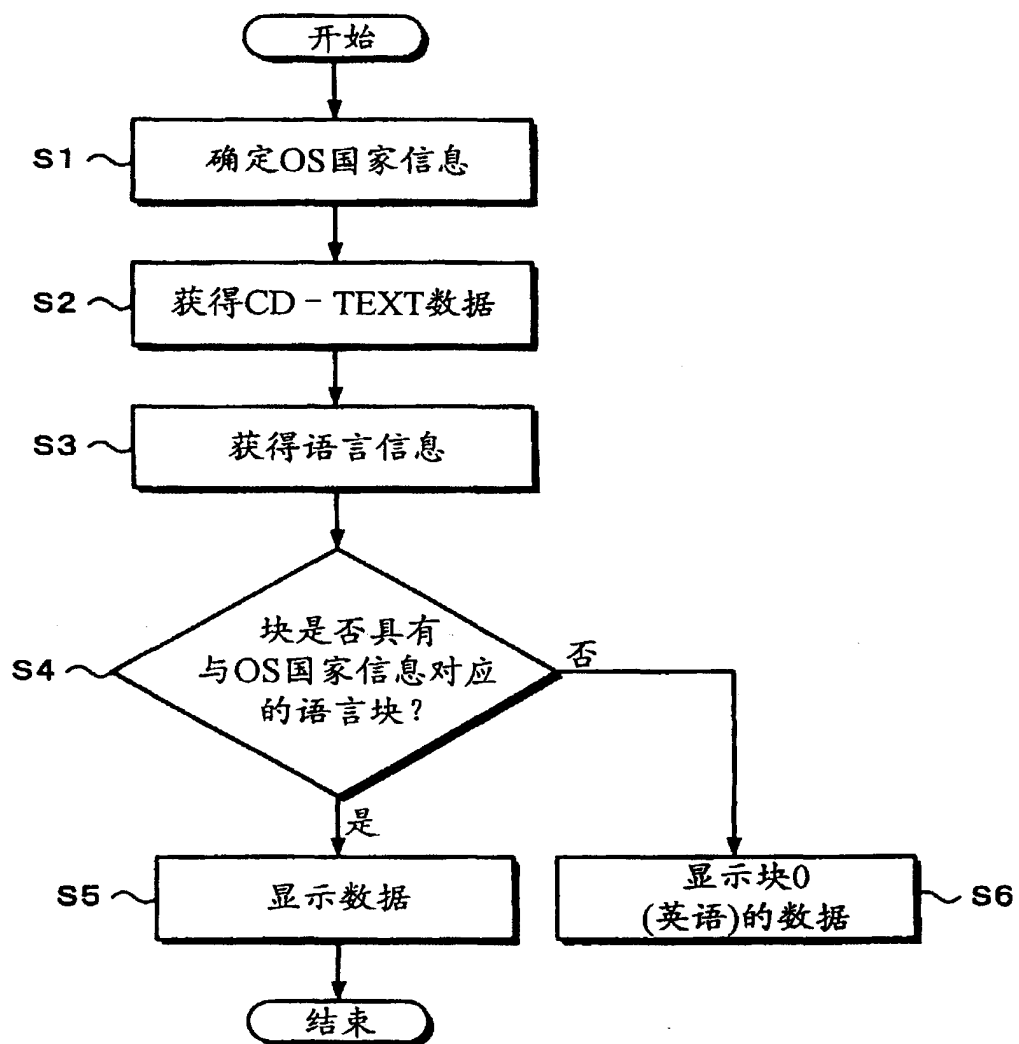 开始
S1
确定OS国家信息
S2
获得CD-TEXT数据
S3
获得语言信息
S4
块是否具有
与OS国家信息对应
的语言块?
否
是
S5
显示数据
显示块0
(英语)的数据
S6
结束